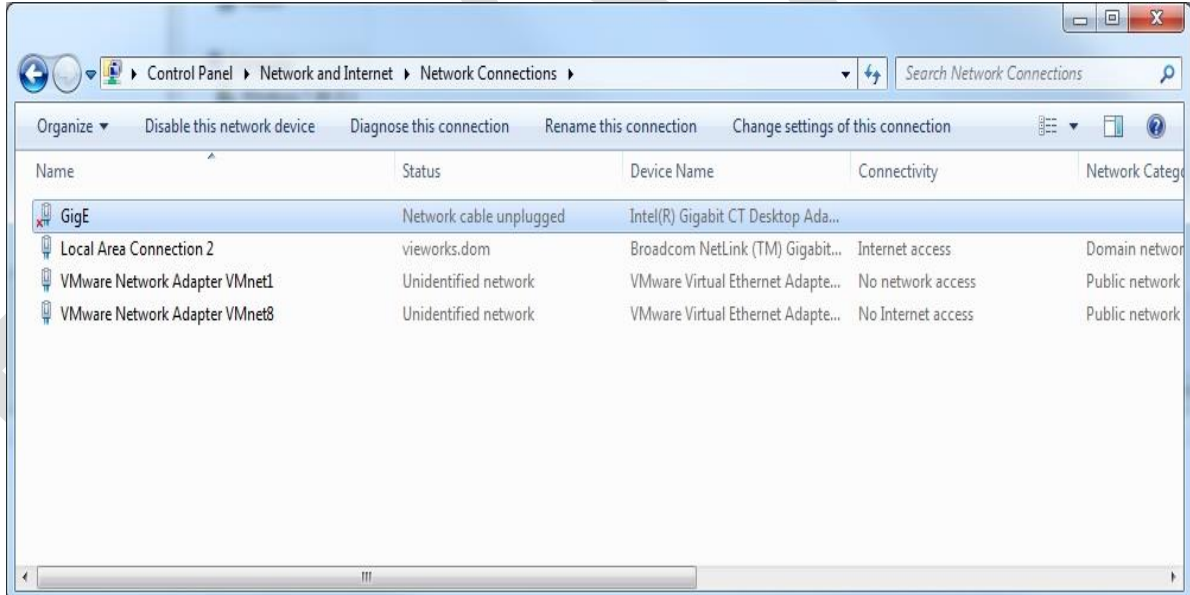 Control Panel ▸ Network and Internet ▸ Network Connections ▸ Search Network Connections
Organize ▾ Disable this network device Diagnose this connection Rename this connection Change settings of this connection
Name Status Device Name Connectivity Network Catego
GigE Network cable unplugged Intel(R) Gigabit CT Desktop Ada...
Local Area Connection 2 vieworks.dom Broadcom NetLink (TM) Gigabit... Internet access Domain networ
VMware Network Adapter VMnet1 Unidentified network VMware Virtual Ethernet Adapte... No network access Public network
VMware Network Adapter VMnet8 Unidentified network VMware Virtual Ethernet Adapte... No Internet access Public network